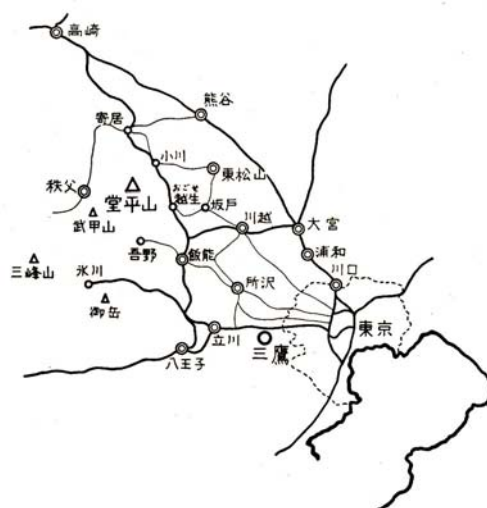 高崎
熊谷
寄居
小川
東松山
秩父
堂平山
おごせ
越生
坂戸
武甲山
川越
大宮
吾野
飯能
浦和
三峰山
氷川
所沢
川口
御岳
東京
立川
三鷹
八王子